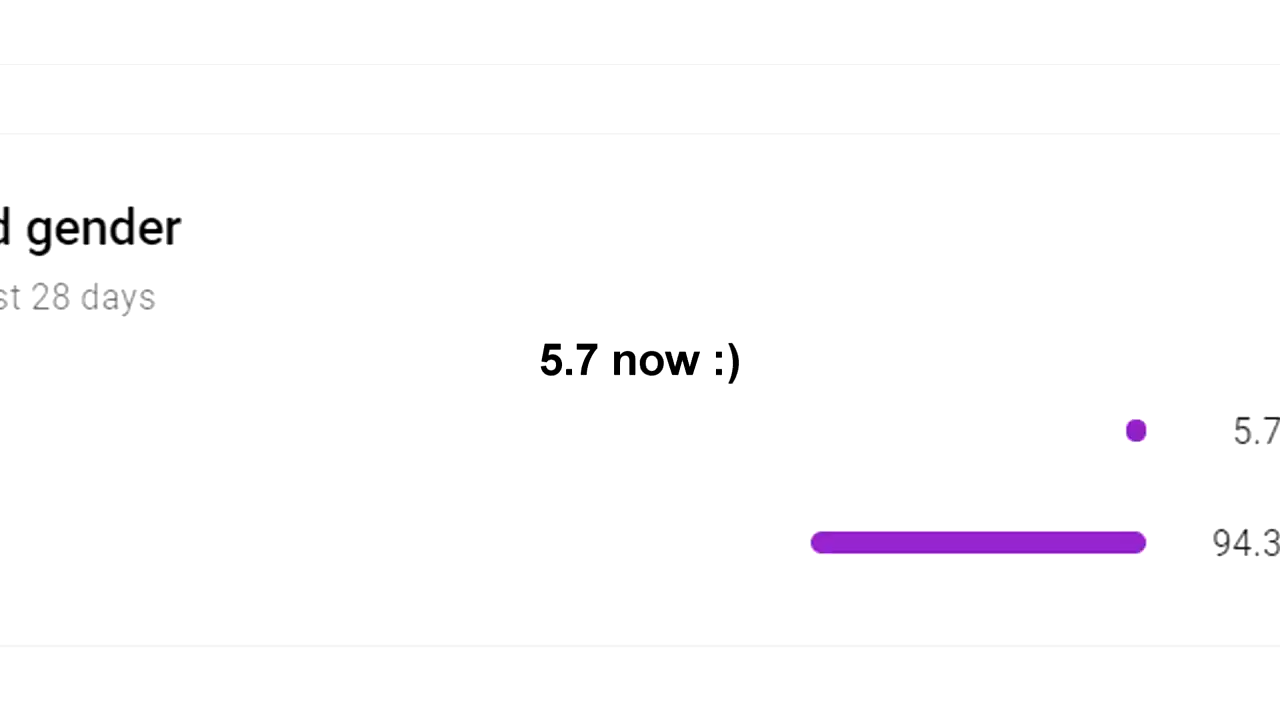 d gender
st 28 days
5.7 now :)
5.7
94.3